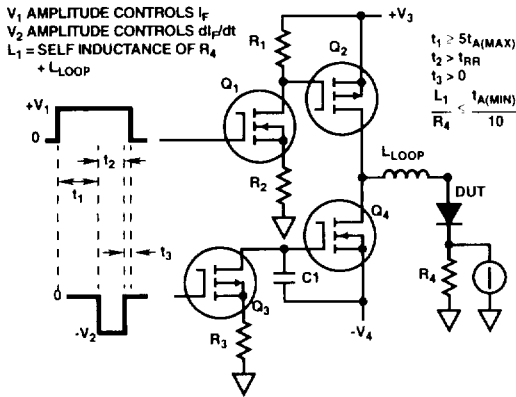 V1 AMPLITUDE CONTROLS IF
V2 AMPLITUDE CONTROLS dIF/dt
L1 = SELF INDUCTANCE OF R4
+ LLOOP
+V3
R1
Q2
t1 ≥ 5tA(MAX)
t2 > tRR
t3 > 0
L1/R4 ≤ tA(MIN)/10
Q1
+V1
0
t2
t1
t3
R2
LLOOP
DUT
Q4
0
C1
R4
-V2
Q3
-V4
R3